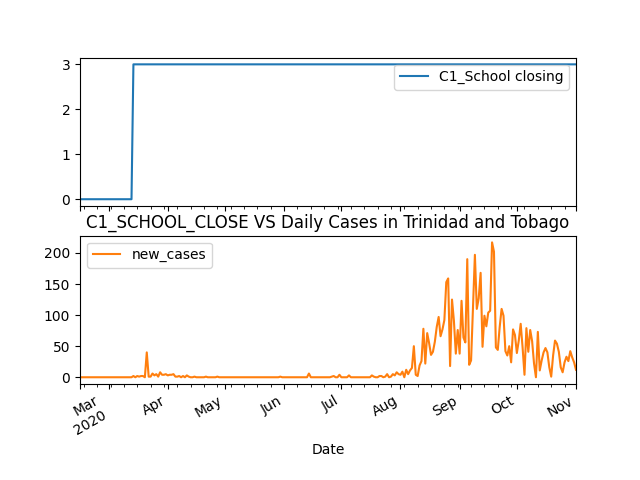 3
2
1
0
C1_School closing
C1_SCHOOL_CLOSE VS Daily Cases in Trinidad and Tobago
200
150
100
50
0
new_cases
Mar
2020
Apr
May
Jun
Jul
Aug
Sep
Oct
Nov
Date